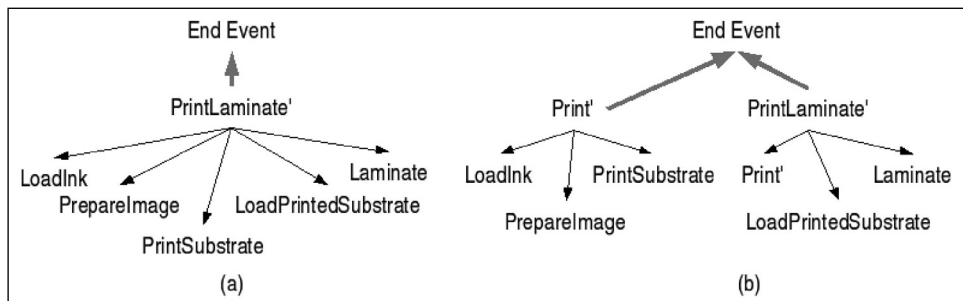 End Event
PrintLaminate'
LoadInk
PrepareImage
PrintSubstrate
LoadPrintedSubstrate
Laminate
(a)
End Event
Print'
PrintLaminate'
LoadInk
PrepareImage
PrintSubstrate
Print'
LoadPrintedSubstrate
Laminate
(b)